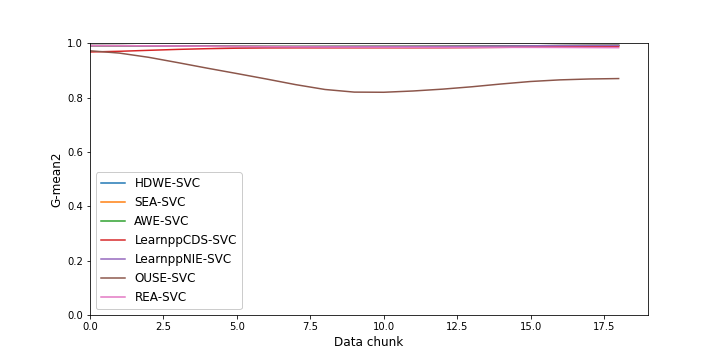 1.0
0.8
0.6
0.4
0.2
0.0
G-mean2
HDWE-SVC
SEA-SVC
AWE-SVC
LearnppCDS-SVC
LearnppNIE-SVC
OUSE-SVC
REA-SVC
0.0 2.5 5.0 7.5 10.0 12.5 15.0 17.5
Data chunk